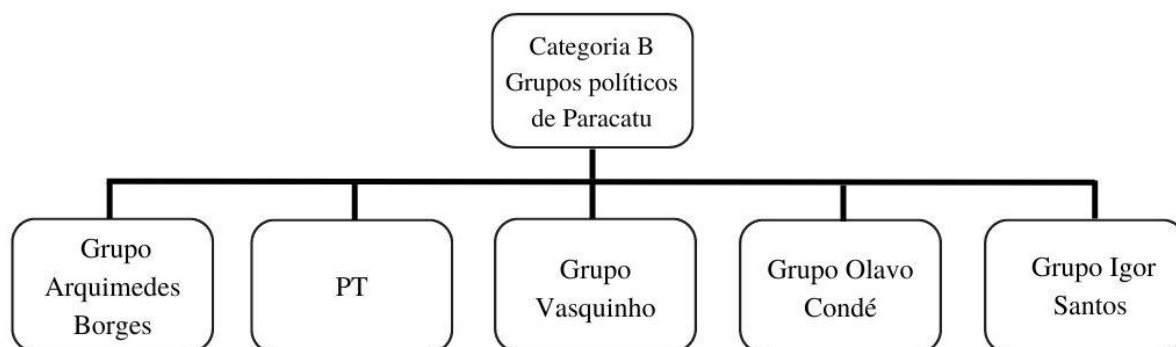 Categoria B
Grupos políticos
de Paracatu
Grupo
Arquimedes
Borges
PT
Grupo
Vasquinho
Grupo Olavo
Condé
Grupo Igor
Santos